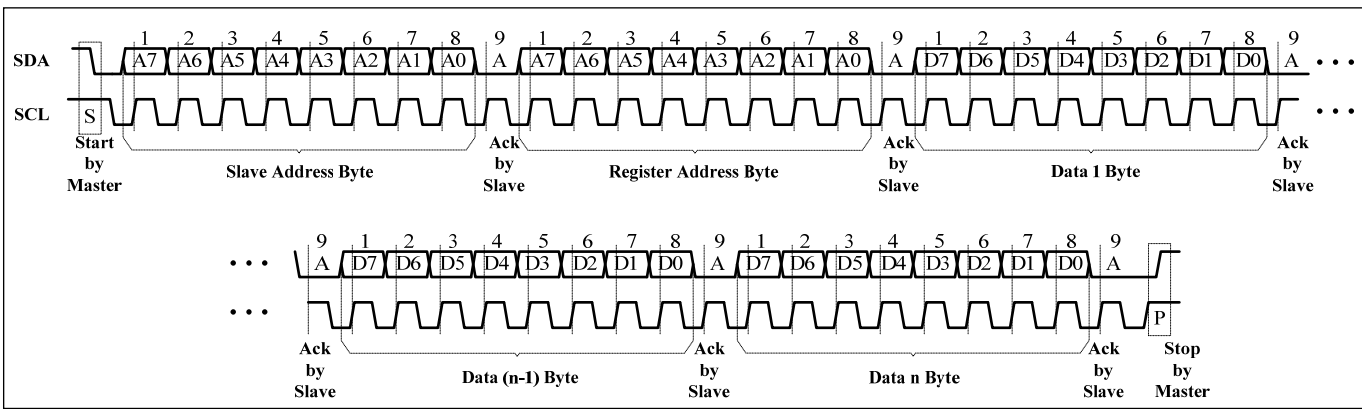 1 2 3 4 5 6 7 8 9 1 2 3 4 5 6 7 8 9 1 2 3 4 5 6 7 8 9
SDA A7 A6 A5 A4 A3 A2 A1 A0 A A7 A6 A5 A4 A3 A2 A1 A0 A D7 D6 D5 D4 D3 D2 D1 D0 A • • •
SCL S • • •
Start by Master
Slave Address Byte
Ack by Slave
Register Address Byte
Ack by Slave
Data 1 Byte
Ack by Slave
9 1 2 3 4 5 6 7 8 9 1 2 3 4 5 6 7 8 9
• • • A D7 D6 D5 D4 D3 D2 D1 D0 A D7 D6 D5 D4 D3 D2 D1 D0 A
• • • P
Ack by Slave
Data (n-1) Byte
Ack by Slave
Data n Byte
Ack by Slave
Stop by Master